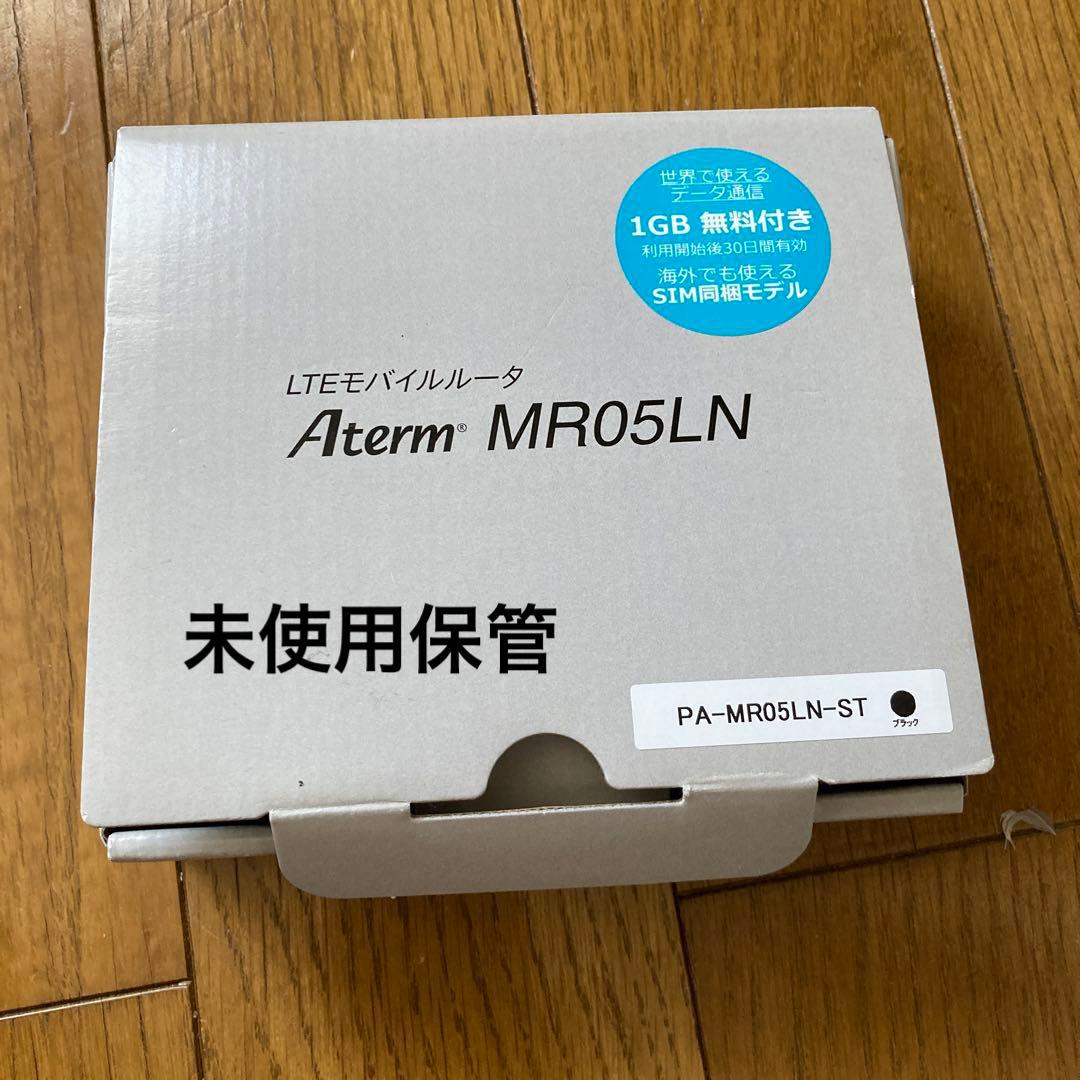 世界で使える
データ通信
1GB 無料付き
利用開始後30日間有効
海外でも使える
SIM同梱モデル
LTEモバイルルータ
Aterm® MR05LN
未使用保管
PA-MR05LN-ST
ブラック